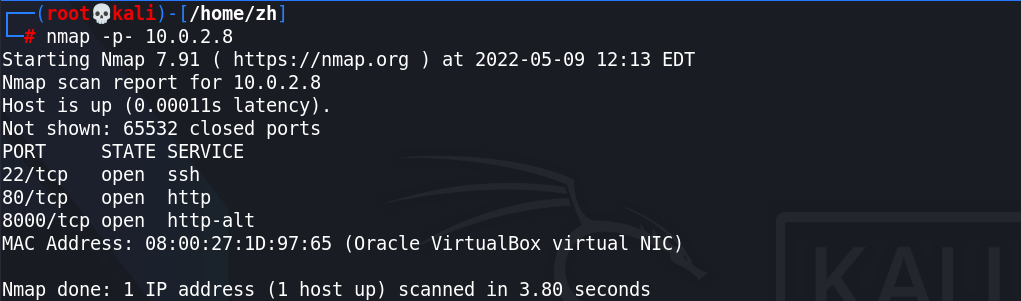 ┌──(root💀kali)-[/home/zh]
└─# nmap -p- 10.0.2.8
Starting Nmap 7.91 ( https://nmap.org ) at 2022-05-09 12:13 EDT
Nmap scan report for 10.0.2.8
Host is up (0.00011s latency).
Not shown: 65532 closed ports
PORT     STATE SERVICE
22/tcp   open  ssh
80/tcp   open  http
8000/tcp open  http-alt
MAC Address: 08:00:27:1D:97:65 (Oracle VirtualBox virtual NIC)
KALI
Nmap done: 1 IP address (1 host up) scanned in 3.80 seconds